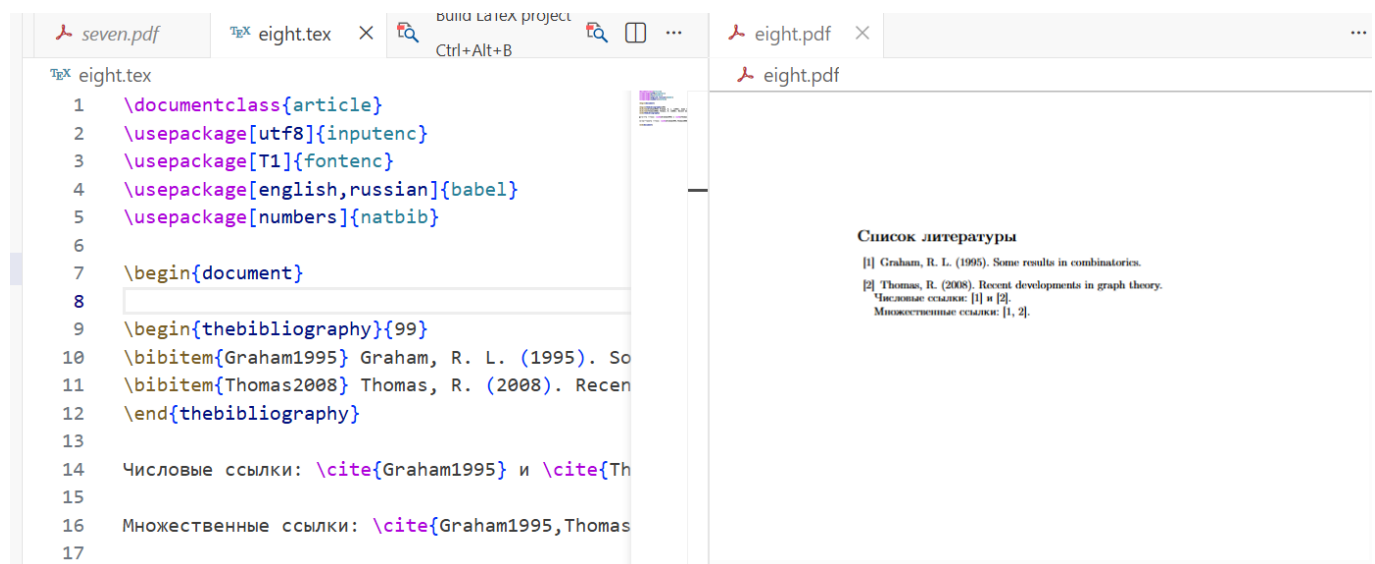 seven.pdf
TEX eight.tex
Build LaTeX project
Ctrl+Alt+B
eight.pdf
TEX eight.tex
eight.pdf
1 \documentclass{article}
2 \usepackage[utf8]{inputenc}
3 \usepackage[T1]{fontenc}
4 \usepackage[english,russian]{babel}
5 \usepackage[numbers]{natbib}
6
7 \begin{document}
8
9 \begin{thebibliography}{99}
10 \bibitem{Graham1995} Graham, R. L. (1995). So
11 \bibitem{Thomas2008} Thomas, R. (2008). Recen
12 \end{thebibliography}
13
14 Числовые ссылки: \cite{Graham1995} и \cite{Th
15
16 Множественные ссылки: \cite{Graham1995,Thomas
17
Список литературы
[1] Graham, R. L. (1995). Some results in combinatorics.
[2] Thomas, R. (2008). Recent developments in graph theory.
Числовые ссылки: [1] и [2].
Множественные ссылки: [1, 2].